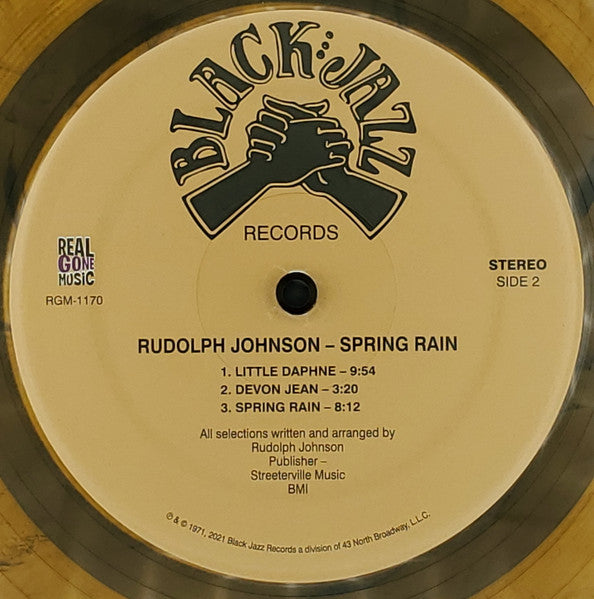 BLACK JAZZ
RECORDS
REAL
GONE
MUSIC
RGM-1170
STEREO
SIDE 2
RUDOLPH JOHNSON – SPRING RAIN
1. LITTLE DAPHNE – 9:54
2. DEVON JEAN – 3:20
3. SPRING RAIN – 8:12
All selections written and arranged by
Rudolph Johnson
Publisher –
Streeterville Music
BMI
℗ & © 1971, 2021 Black Jazz Records a division of 43 North Broadway, L.L.C.